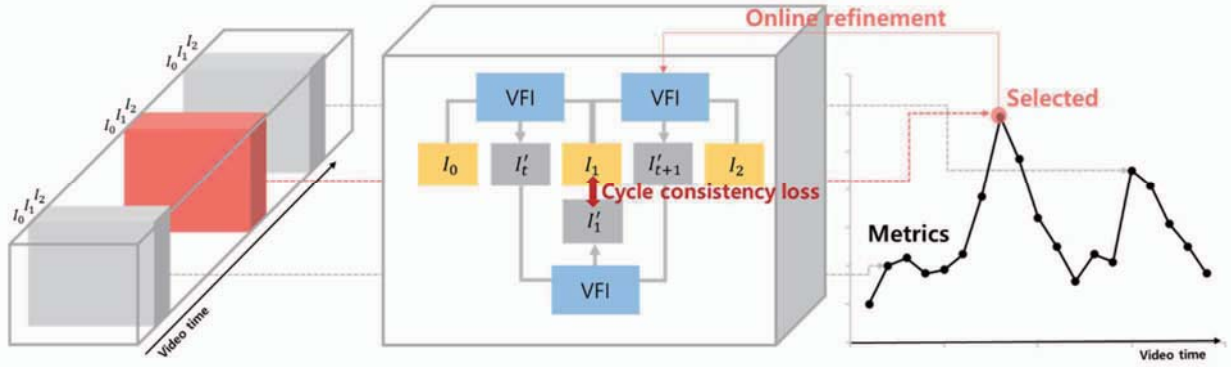 I₀ I₁ I₂
I₀ I₁ I₂
I₀ I₁ I₂
Video time
Online refinement
VFI VFI
I₀ I′ₜ I₁ I′ₜ₊₁ I₂
Cycle consistency loss
I′₁
VFI
Selected
Metrics
Video time